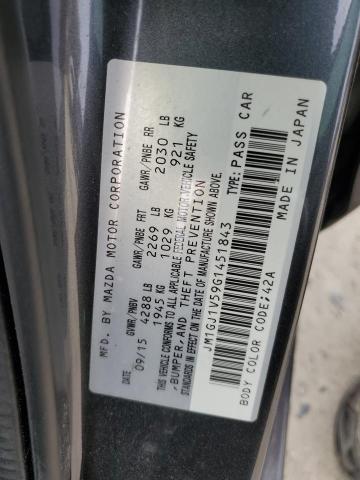 MFD. BY MAZDA MOTOR CORPORATION
DATE GVWR/PNBV GAWR/PNBE FRT GAWR/PNBE RR
09/15 4288 LB 2269 LB 2030 LB
1945 KG 1029 KG 921 KG
THIS VEHICLE CONFORMS TO ALL APPLICABLE FEDERAL MOTOR VEHICLE SAFETY
,BUMPER,AND THEFT PREVENTION
STANDARDS IN EFFECT ON THE DATE OF MANUFACTURE SHOWN ABOVE.
JM1GJ1V59G1451843 TYPE:PASS CAR
BODY COLOR CODE:42A MADE IN JAPAN